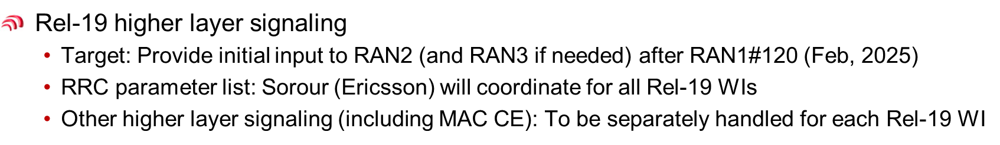 Rel-19 higher layer signaling
• Target: Provide initial input to RAN2 (and RAN3 if needed) after RAN1#120 (Feb, 2025)
• RRC parameter list: Sorour (Ericsson) will coordinate for all Rel-19 WIs
• Other higher layer signaling (including MAC CE): To be separately handled for each Rel-19 WI